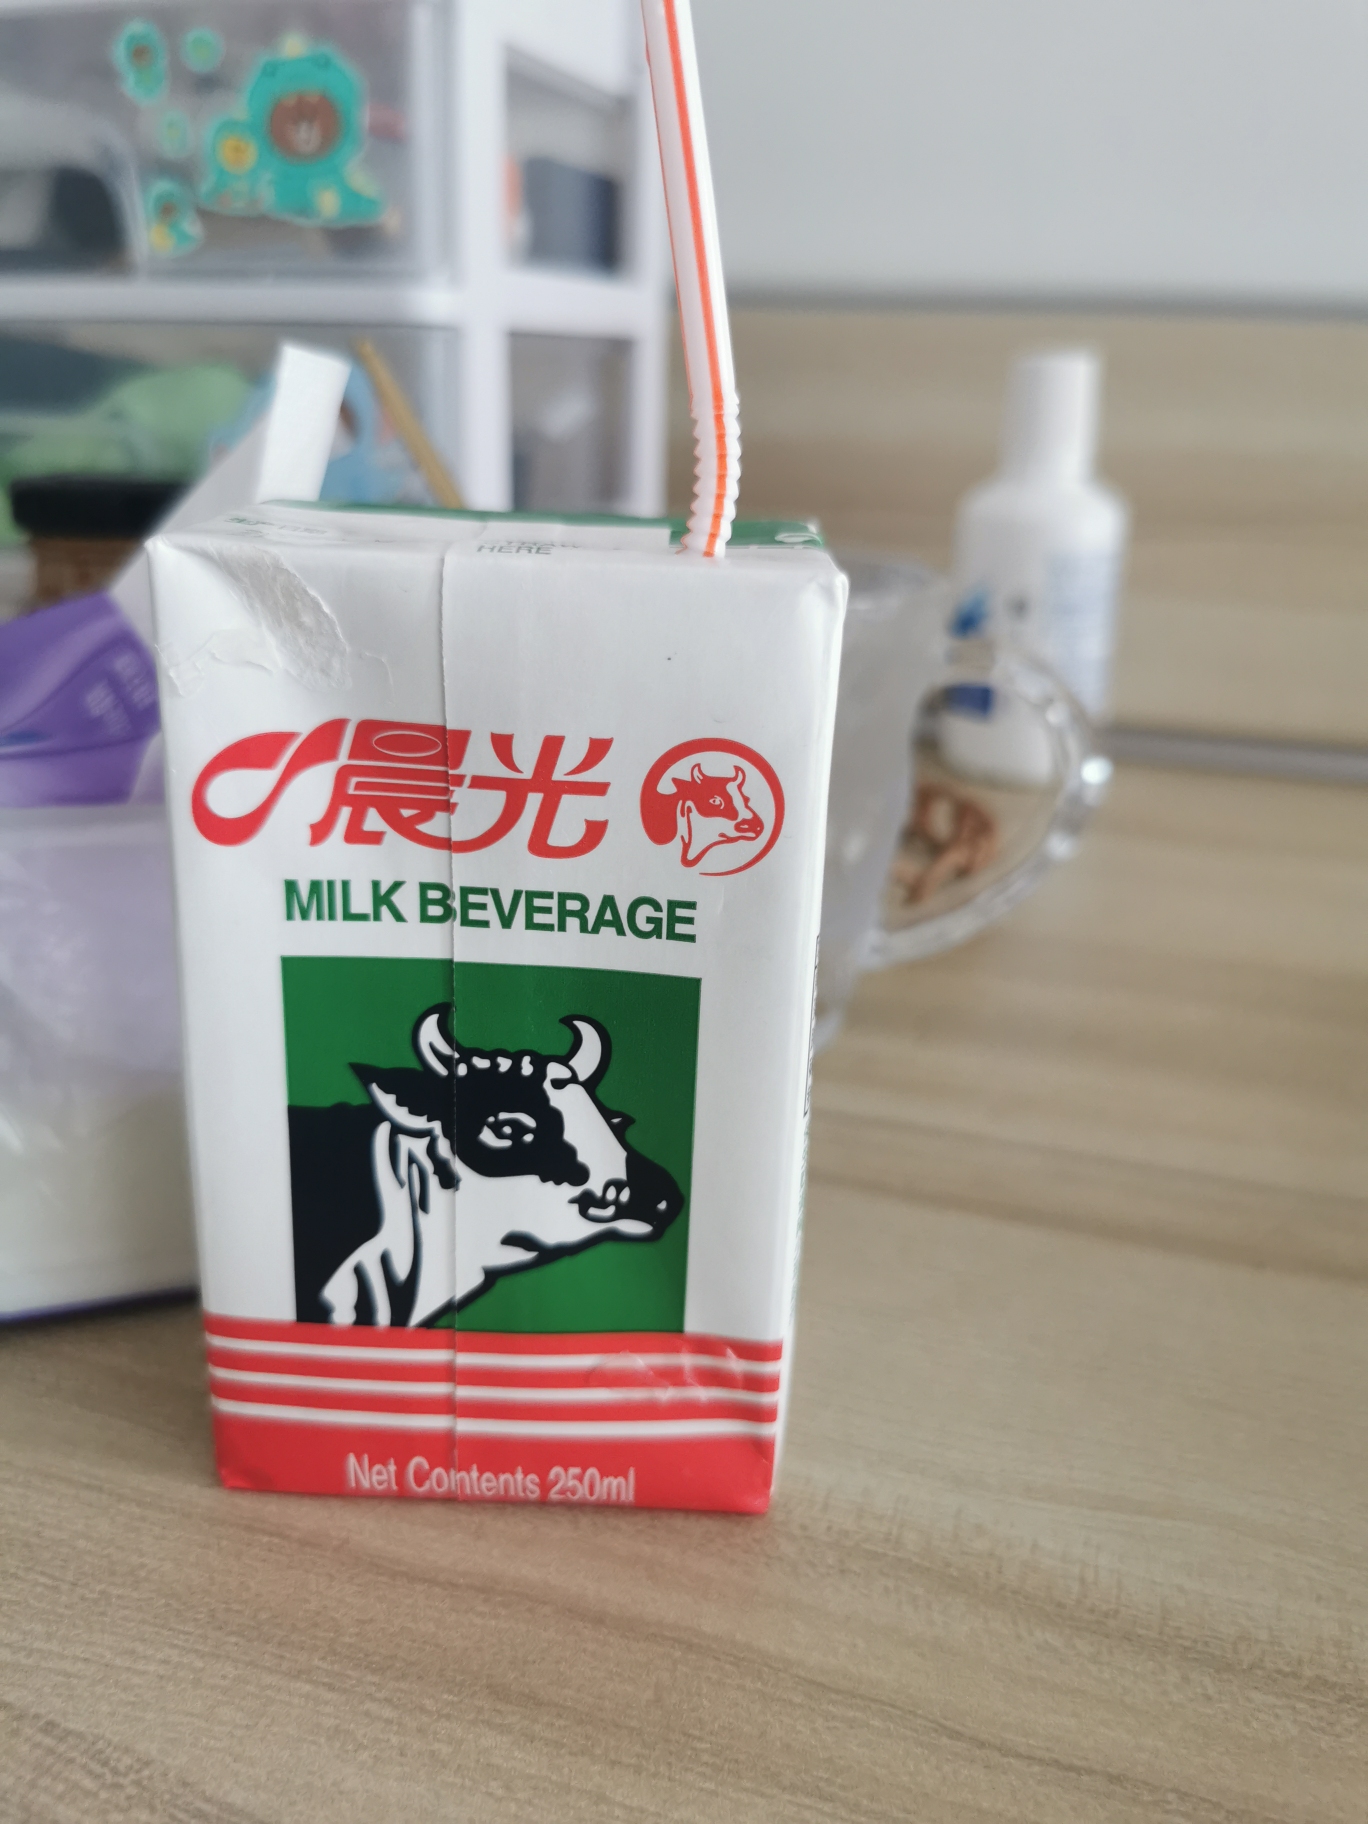 HERE
晨光
MILK BEVERAGE
Net Contents 250ml